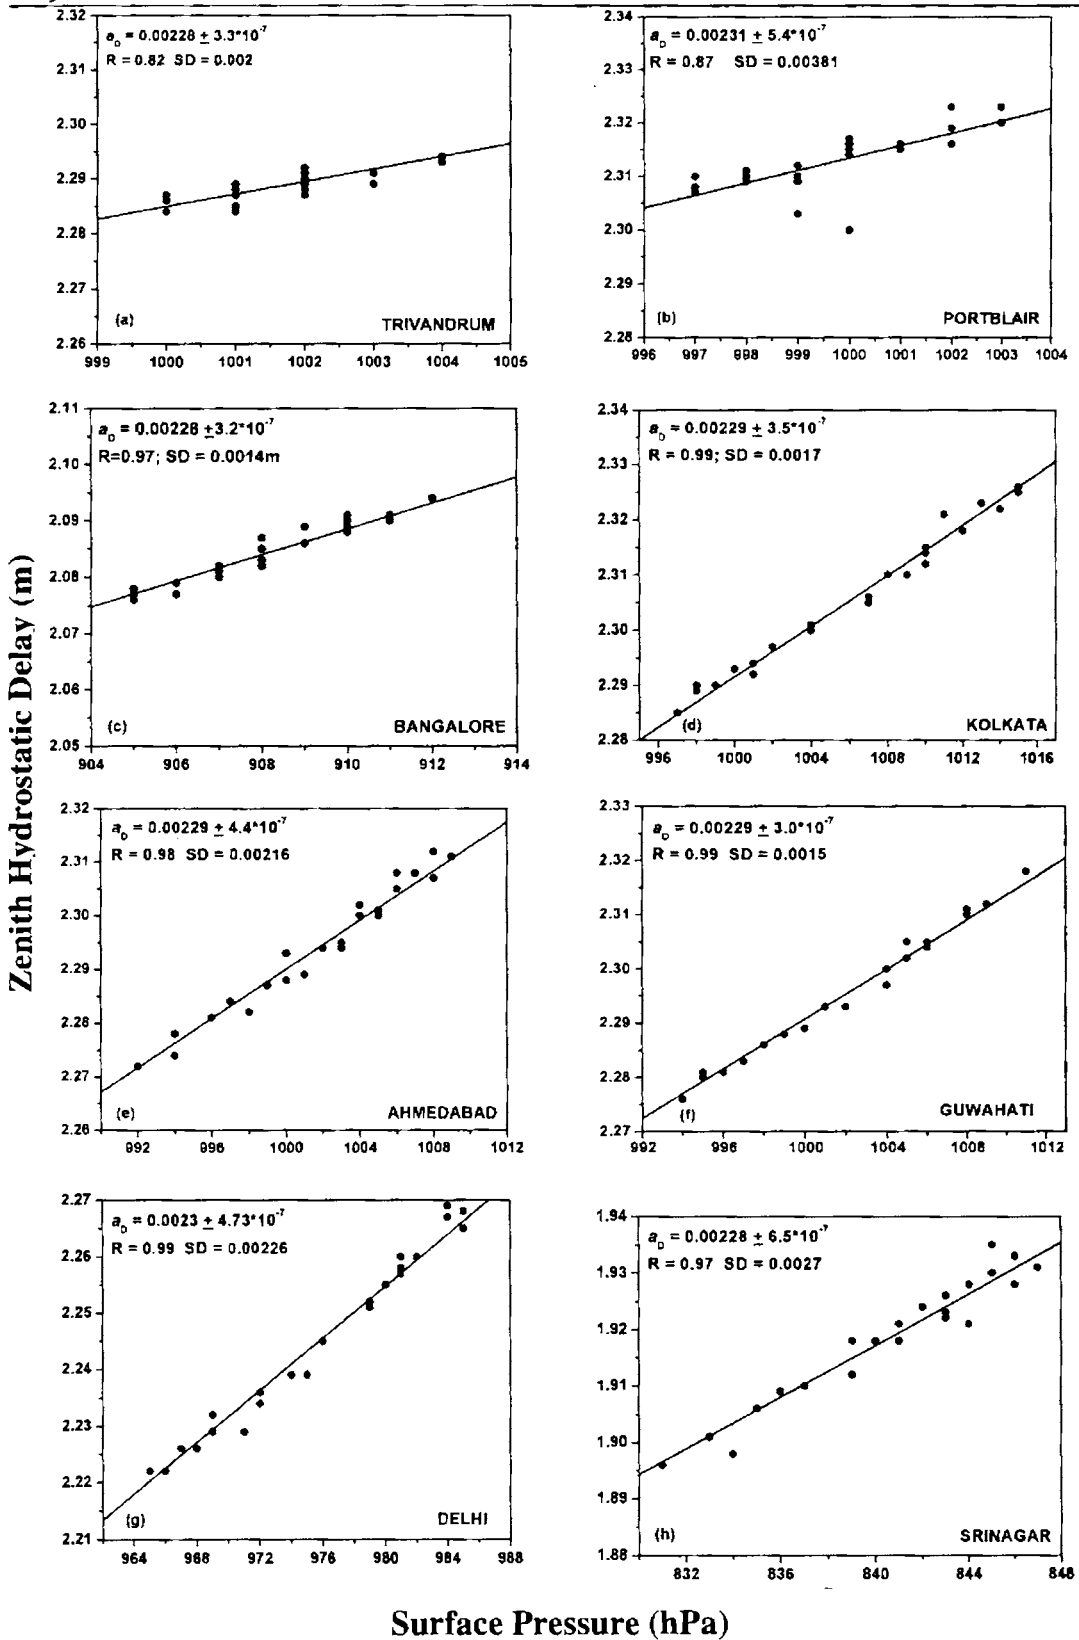 2.32
2.31
2.30
2.29
2.28
2.27
2.26
a_D = 0.00228 ± 3.3*10^-7
R = 0.82 SD = 0.002
(a)
TRIVANDRUM
999 1000 1001 1002 1003 1004 1005
2.34
2.33
2.32
2.31
2.30
2.29
2.28
a_D = 0.00231 ± 5.4*10^-7
R = 0.87 SD = 0.00381
(b)
PORTBLAIR
996 997 998 999 1000 1001 1002 1003 1004
2.11
2.10
2.09
2.08
2.07
2.06
2.05
a_D = 0.00228 ±3.2*10^-7
R=0.97; SD = 0.0014m
(c)
BANGALORE
904 906 908 910 912 914
2.34
2.33
2.32
2.31
2.30
2.29
2.28
a_D = 0.00229 ± 3.5*10^-7
R = 0.99; SD = 0.0017
(d)
KOLKATA
996 1000 1004 1008 1012 1016
2.32
2.31
2.30
2.29
2.28
2.27
2.26
a_D = 0.00229 ± 4.4*10^-7
R = 0.98 SD = 0.00216
(e)
AHMEDABAD
992 996 1000 1004 1008 1012
2.33
2.32
2.31
2.30
2.29
2.28
2.27
a_D = 0.00229 ± 3.0*10^-7
R = 0.99 SD = 0.0015
(f)
GUWAHATI
992 996 1000 1004 1008 1012
2.27
2.26
2.25
2.24
2.23
2.22
2.21
a_D = 0.0023 ± 4.73*10^-7
R = 0.99 SD = 0.00226
(g)
DELHI
964 968 972 976 980 984 988
1.94
1.93
1.92
1.91
1.90
1.89
1.88
a_D = 0.00228 ± 6.5*10^-7
R = 0.97 SD = 0.0027
(h)
SRINAGAR
832 836 840 844 848
Zenith Hydrostatic Delay (m)
Surface Pressure (hPa)